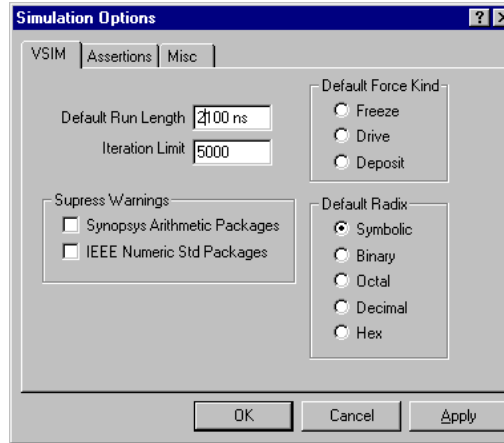 Simulation Options
VSIM Assertions Misc
Default Run Length 2100 ns
Iteration Limit 5000
Supress Warnings
Synopsys Arithmetic Packages
IEEE Numeric Std Packages
Default Force Kind
Freeze
Drive
Deposit
Default Radix
Symbolic
Binary
Octal
Decimal
Hex
OK Cancel Apply